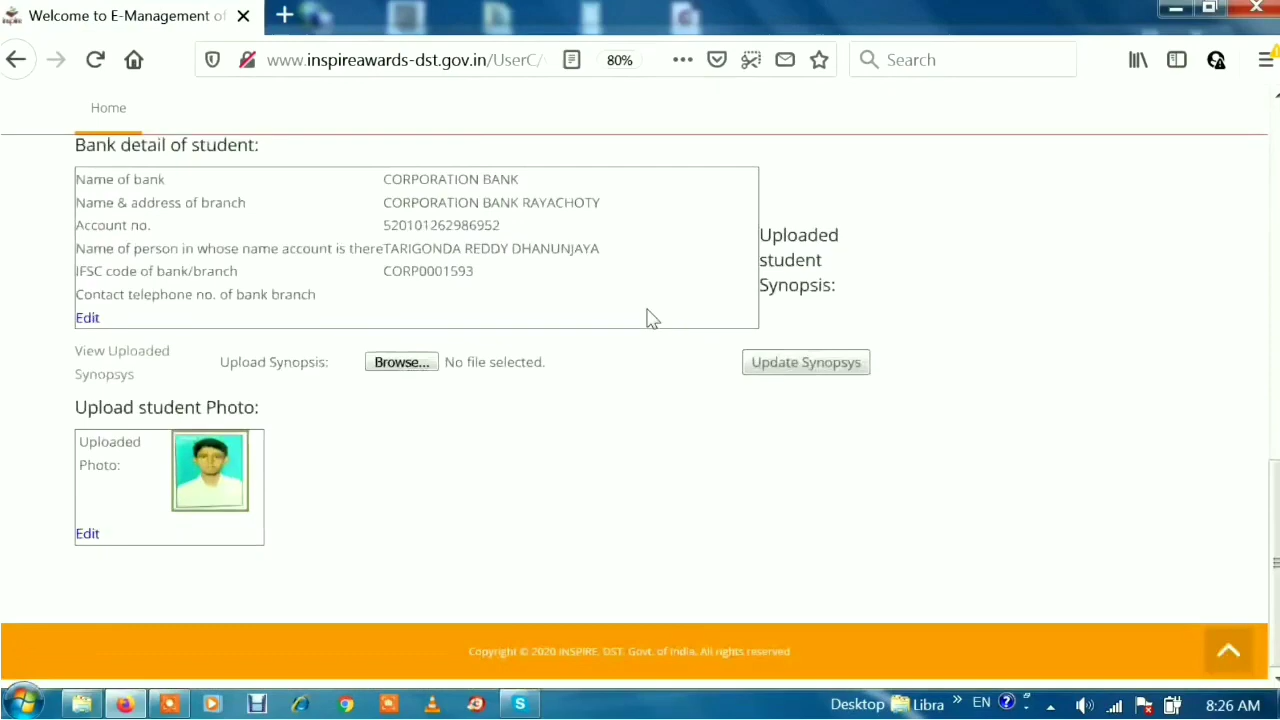 Welcome to E-Management of
www.inspireawards-dst.gov.in/UserC/
80%
Search
Home
Bank detail of student:
Name of bank CORPORATION BANK
Name & address of branch CORPORATION BANK RAYACHOTY
Account no. 520101262986952
Name of person in whose name account is there TARIGONDA REDDY DHANUNJAYA
IFSC code of bank/branch CORP0001593
Contact telephone no. of bank branch
Edit
Uploaded
student
Synopsis:
View Uploaded
Synopsys
Upload Synopsis: Browse... No file selected. Update Synopsys
Upload student Photo:
Uploaded
Photo:
Edit
Copyright © 2020 INSPIRE, DST. Govt. of India. All rights reserved
Desktop Libra » EN 8:26 AM